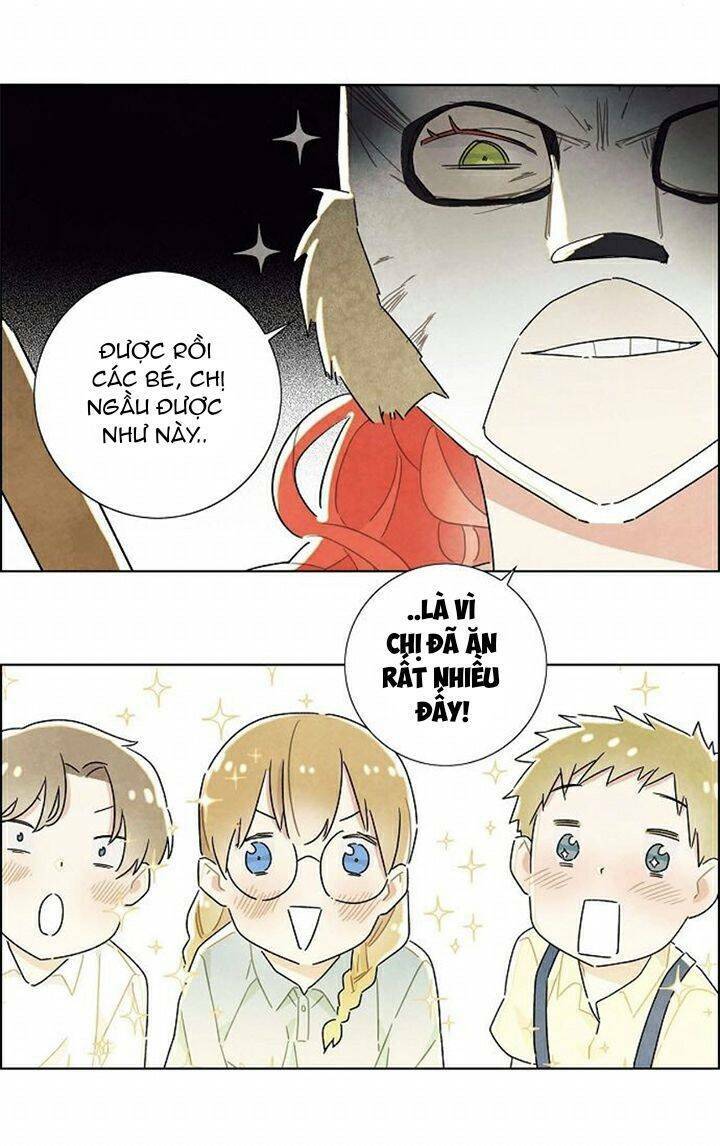 ĐƯỢC RỒI
CÁC BÉ, CHỊ
NGẦU ĐƯỢC
NHƯ NÀY..
..LÀ VÌ
CHỊ ĐÃ ĂN
RẤT NHIỀU
ĐẤY!